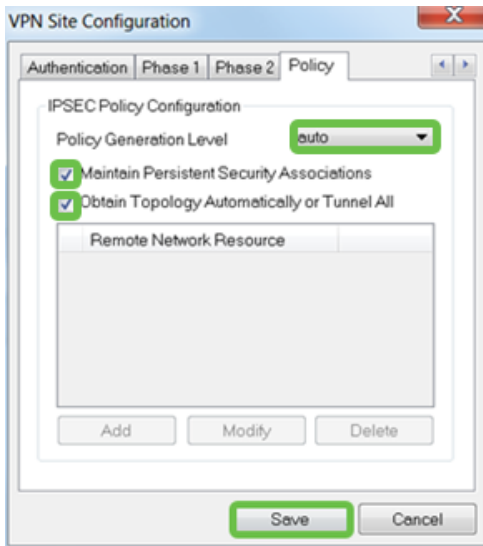 VPN Site Configuration
X
Authentication Phase 1 Phase 2 Policy
IPSEC Policy Configuration
Policy Generation Level auto
Maintain Persistent Security Associations
Obtain Topology Automatically or Tunnel All
Remote Network Resource
Add Modify Delete
Save Cancel